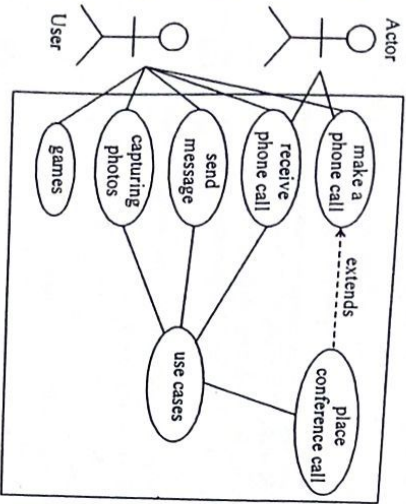 Actor
User
make a
phone call
receive
phone call
send
message
capturing
photos
games
extends
place
conference call
use cases